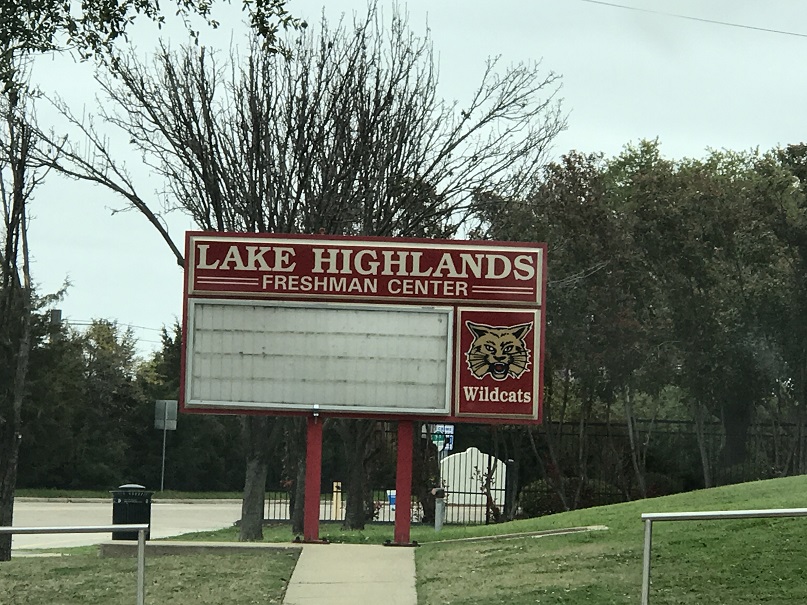 LAKE HIGHLANDS
FRESHMAN CENTER
Wildcats